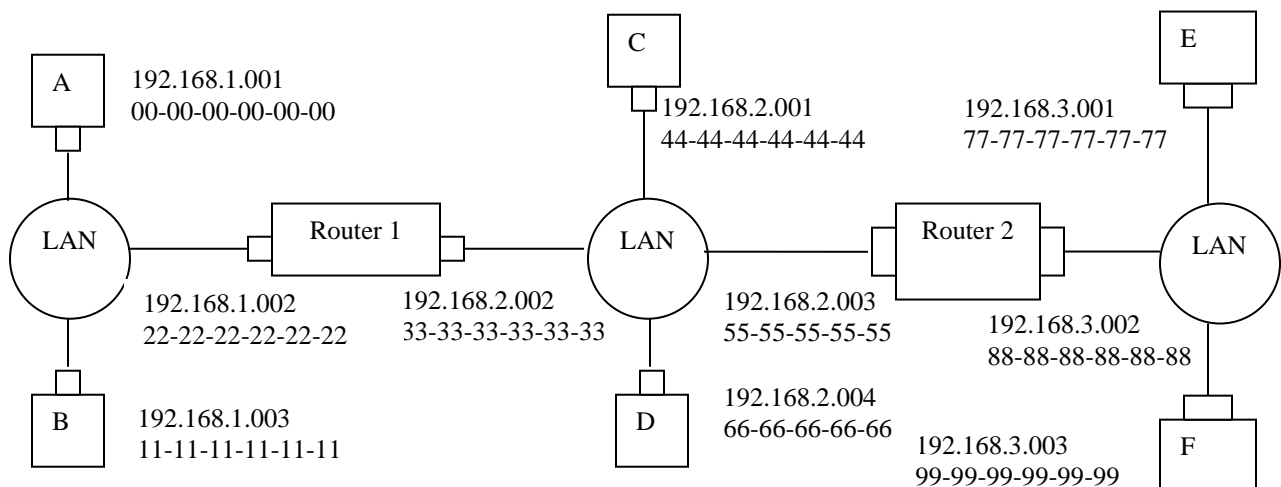 A
192.168.1.001
00-00-00-00-00-00
C
192.168.2.001
44-44-44-44-44-44
E
192.168.3.001
77-77-77-77-77-77
LAN
Router 1
LAN
Router 2
LAN
192.168.1.002
22-22-22-22-22-22
192.168.2.002
33-33-33-33-33-33
192.168.2.003
55-55-55-55-55
192.168.3.002
88-88-88-88-88-88
B
192.168.1.003
11-11-11-11-11-11
D
192.168.2.004
66-66-66-66-66
192.168.3.003
99-99-99-99-99-99
F